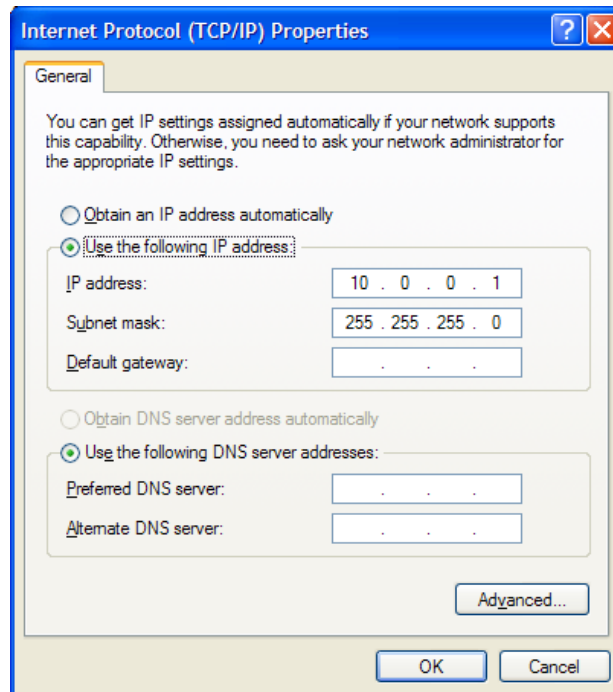 Internet Protocol (TCP/IP) Properties
General
You can get IP settings assigned automatically if your network supports
this capability. Otherwise, you need to ask your network administrator for
the appropriate IP settings.
Obtain an IP address automatically
Use the following IP address:
IP address: 10 . 0 . 0 . 1
Subnet mask: 255 . 255 . 255 . 0
Default gateway: . . .
Obtain DNS server address automatically
Use the following DNS server addresses:
Preferred DNS server: . . .
Alternate DNS server: . . .
Advanced...
OK Cancel